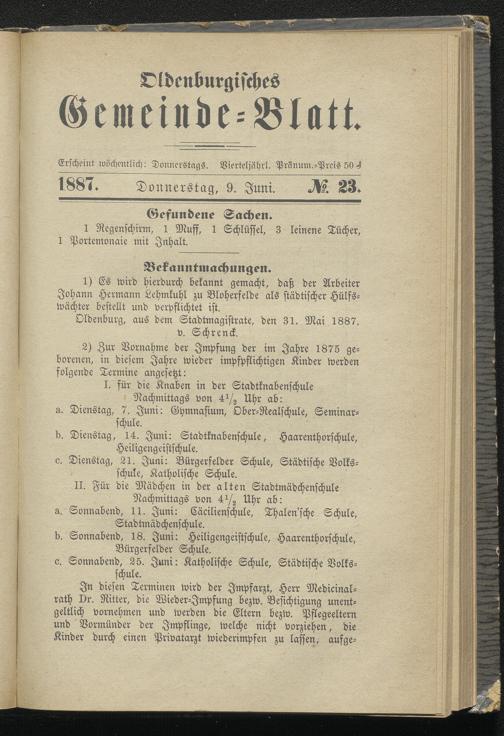 Oldenburgisches
Gemeinde-Blatt.
Erscheint wöchentlich: Donnerstags. Vierteljährl. Pränum.-Preis 50 ₰
1887. Donnerstag, 9. Juni. № 23.
Gefundene Sachen.
1 Regenschirm, 1 Muff, 1 Schlüssel, 3 leinene Tücher,
1 Portemonaie mit Inhalt.
Bekanntmachungen.
1) Es wird hierdurch bekannt gemacht, daß der Arbeiter
Johann Hermann Lehmkuhl zu Bloherfelde als städtischer Hülfs-
wächter bestellt und verpflichtet ist.
Oldenburg, aus dem Stadtmagistrate, den 31. Mai 1887.
v. Schrenck.
2) Zur Vornahme der Impfung der im Jahre 1875 ge-
borenen, in diesem Jahre wieder impfpflichtigen Kinder werden
folgende Termine angesetzt:
I. für die Knaben in der Stadtknabenschule
Nachmittags von 4½ Uhr ab:
a. Dienstag, 7. Juni: Gymnasium, Ober-Realschule, Seminar-
schule.
b. Dienstag, 14. Juni: Stadtknabenschule, Haarenthorschule,
Heiligengeistschule.
c. Dienstag, 21. Juni: Bürgerfelder Schule, Städtische Volks-
schule, Katholische Schule.
II. Für die Mädchen in der alten Stadtmädchenschule
Nachmittags von 4½ Uhr ab:
a. Sonnabend, 11. Juni: Cäcilienschule, Thalen'sche Schule,
Stadtmädchenschule.
b. Sonnabend, 18. Juni: Heiligengeistschule, Haarenthorschule,
Bürgerfelder Schule.
c. Sonnabend, 25. Juni: Katholische Schule, Städtische Volks-
schule.
In diesen Terminen wird der Impfarzt, Herr Medicinal-
rath Dr. Ritter, die Wieder-Impfung bezw. Besichtigung unent-
geltlich vornehmen und werden die Eltern bezw. Pflegeeltern
und Vormünder der Impflinge, welche nicht vorziehen, die
Kinder durch einen Privatarzt wiederimpfen zu lassen, aufge-